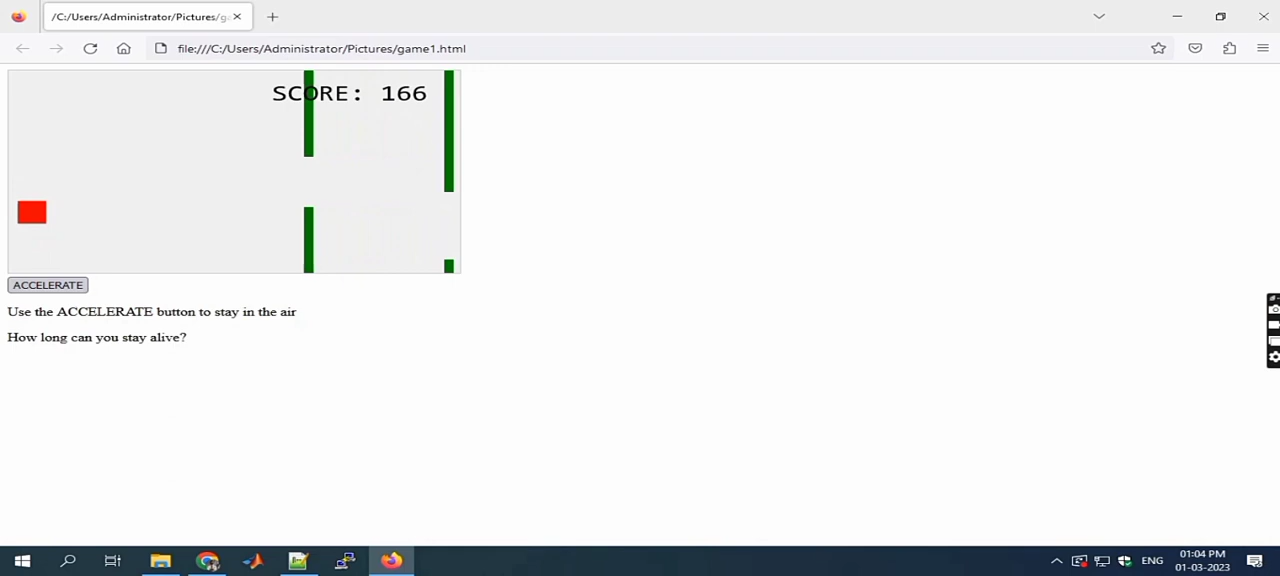 /C:/Users/Administrator/Pictures/g
file:///C:/Users/Administrator/Pictures/game1.html
SCORE: 166
ACCELERATE
Use the ACCELERATE button to stay in the air
How long can you stay alive?
ENG
01:04 PM
01-03-2023